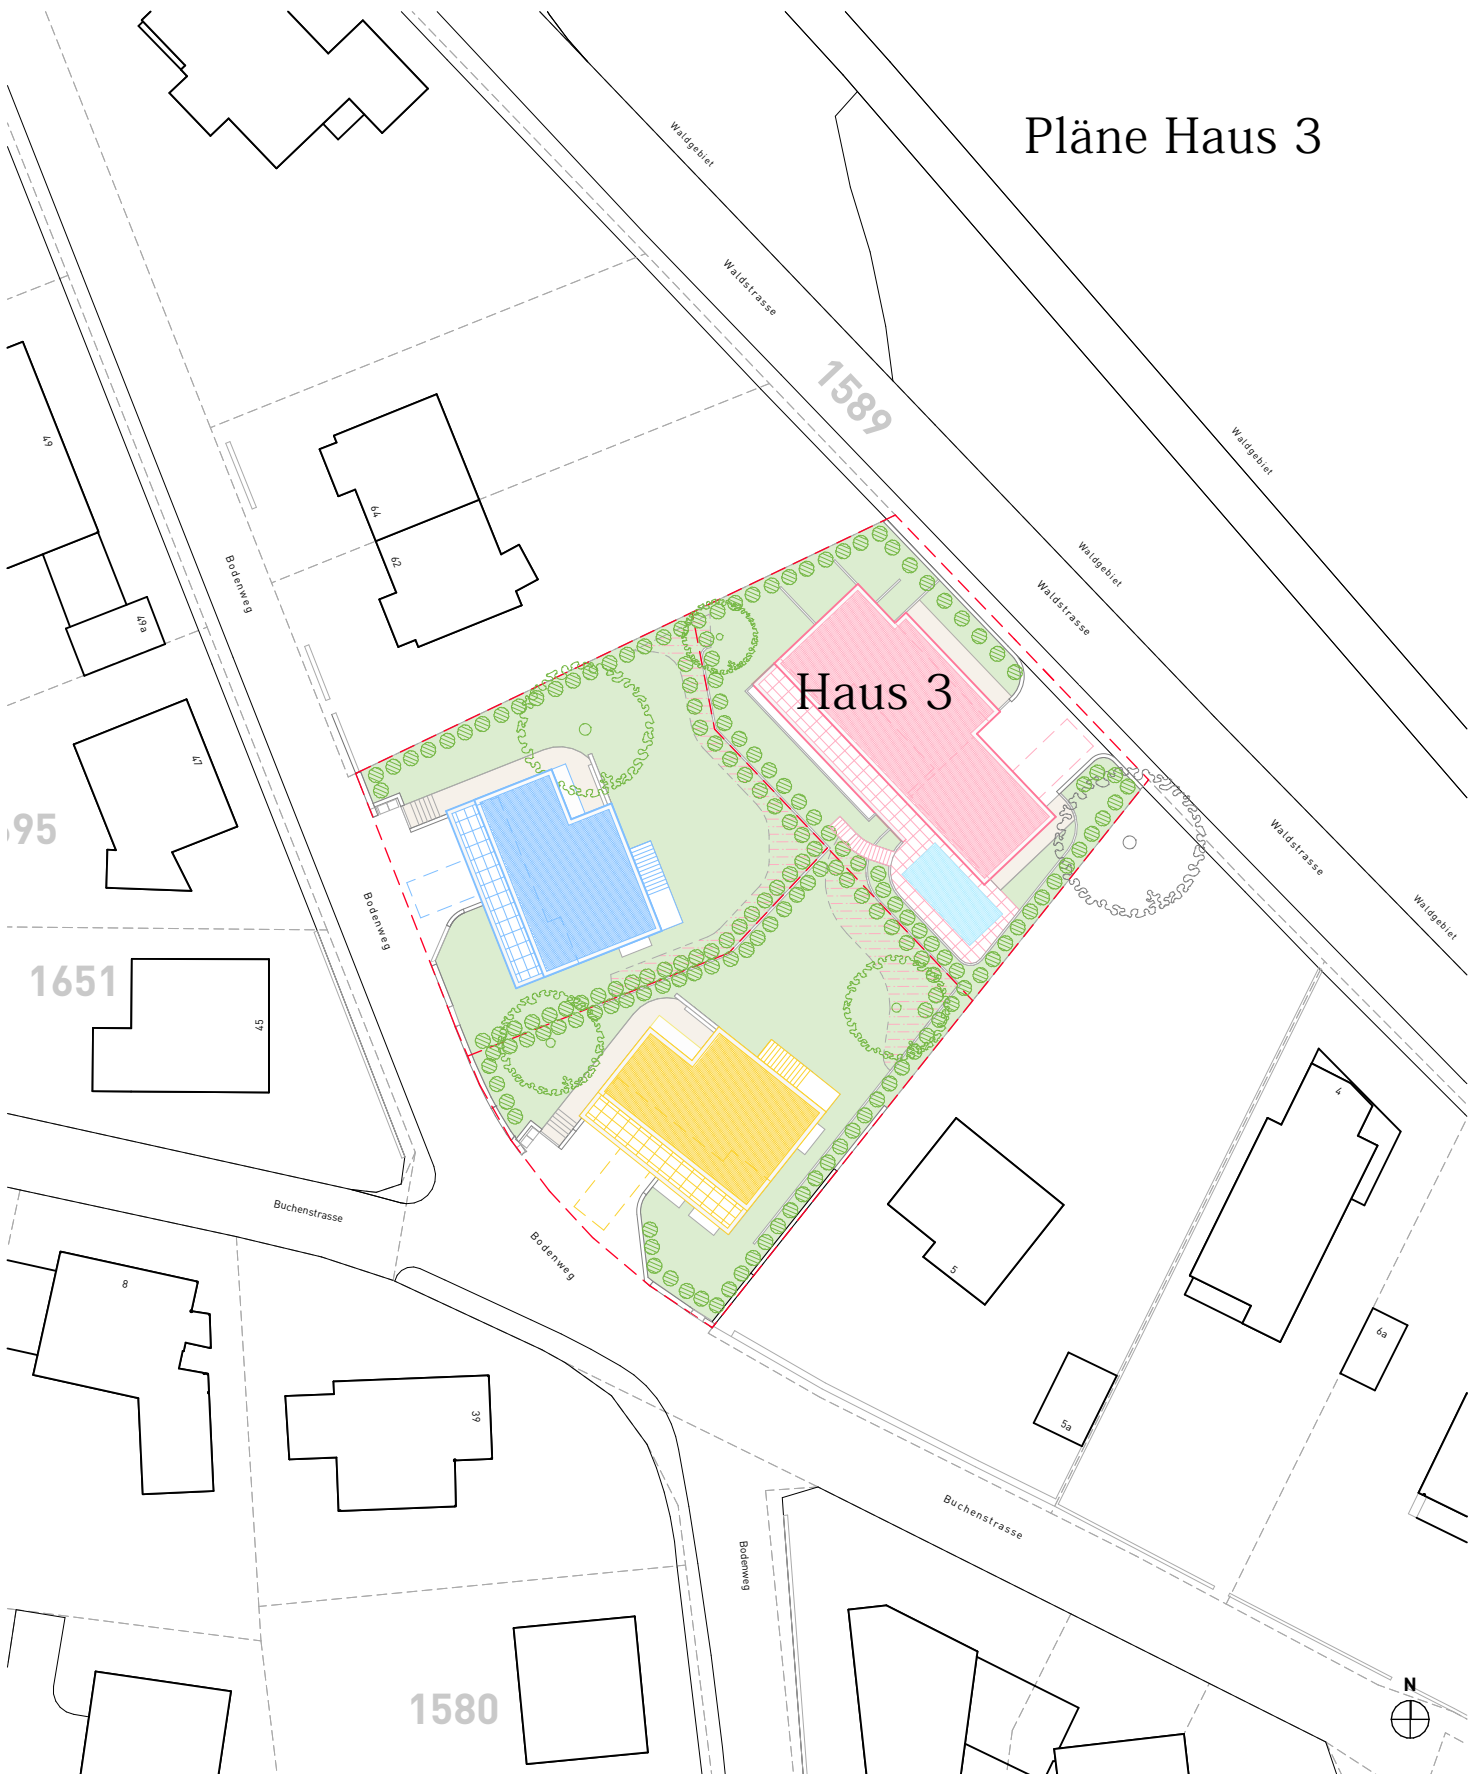 Pläne Haus 3
Waldgebiet
Waldstrasse
1589
Waldgebiet
49
64
62
Bodenweg
Waldgebiet
Waldstrasse
49a
Haus 3
47
695
Waldstrasse
Bodenweg
Waldgebiet
1651
45
4
Buchenstrasse
Bodenweg
5
8
6a
39
5a
Buchenstrasse
Bodenweg
1580
N